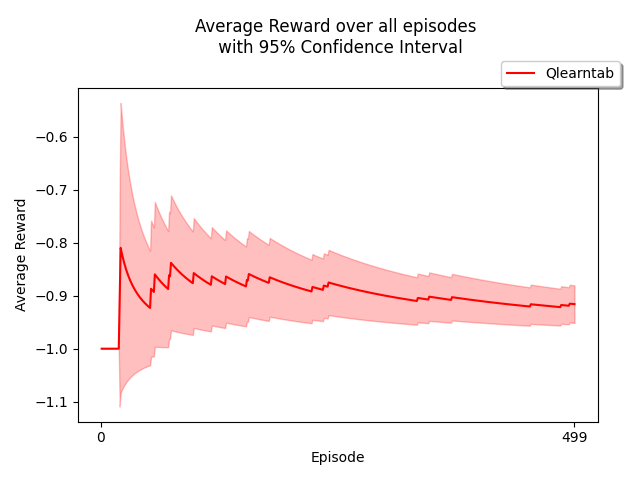 Average Reward over all episodes
with 95% Confidence Interval
Qlearntab
−0.6
−0.7
−0.8
−0.9
−1.0
−1.1
Average Reward
0
499
Episode